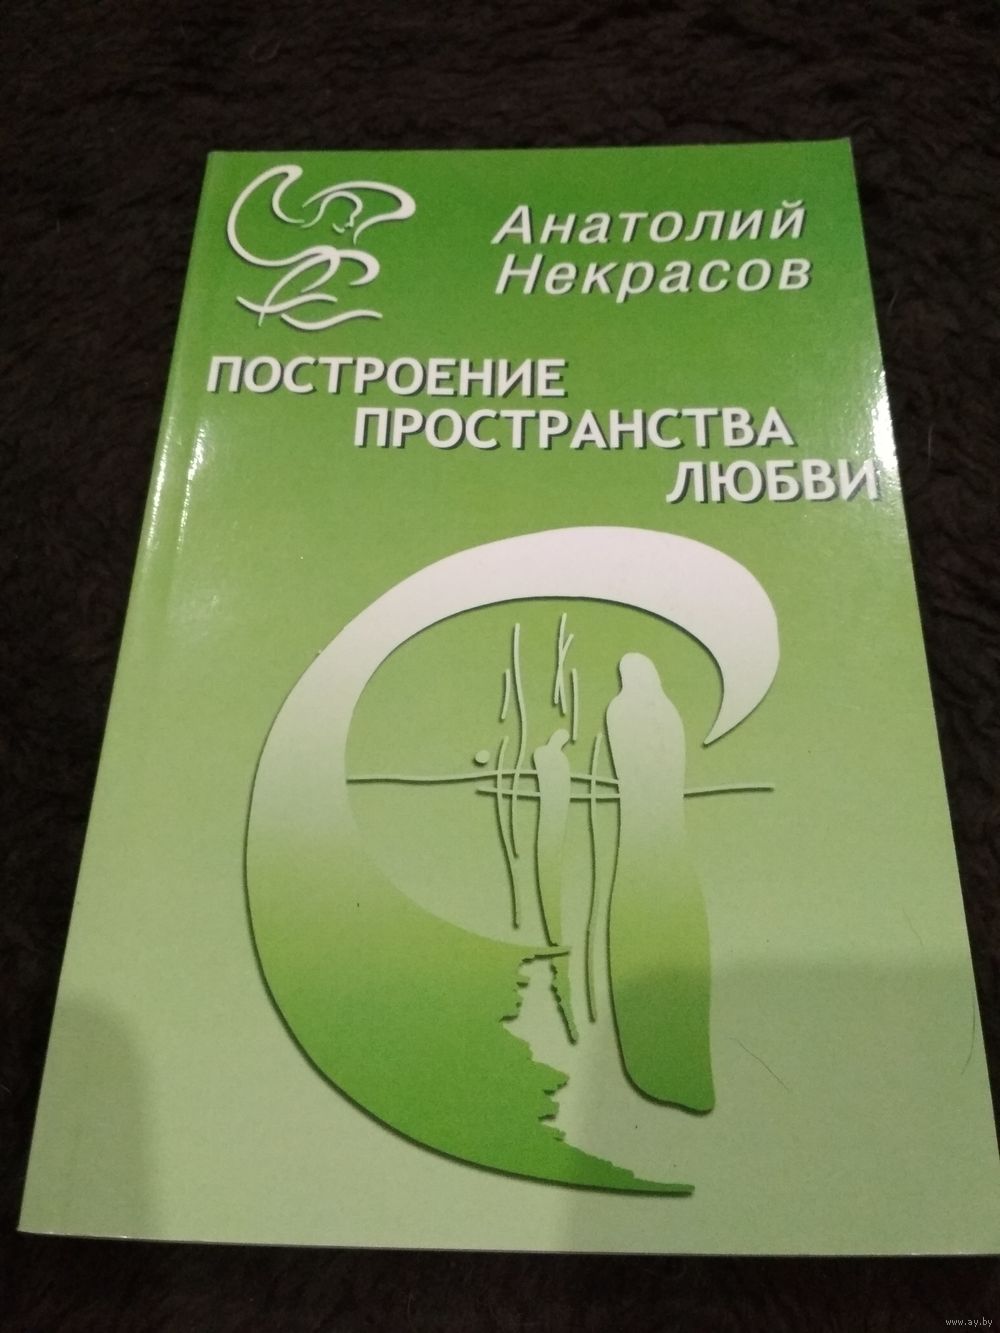 Анатолий
Некрасов
ПОСТРОЕНИЕ
ПРОСТРАНСТВА
ЛЮБВИ
www.ay.by